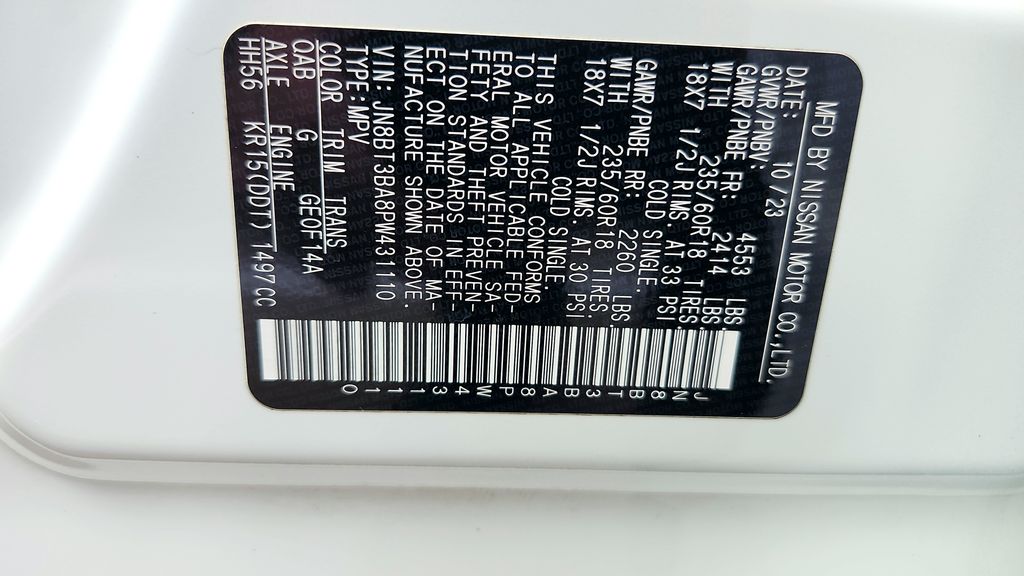 MFD BY NISSAN MOTOR CO.,LTD.
DATE: 10/23
GVWR/PNBV: 4553 LBS.
GAWR/PNBE FR: 2414 LBS.
WITH 235/60R18 TIRES.
18X7 1/2J RIMS. AT 33 PSI
COLD SINGLE.
GAWR/PNBE RR: 2260 LBS.
WITH 235/60R18 TIRES.
18X7 1/2J RIMS. AT 30 PSI
COLD SINGLE.
THIS VEHICLE CONFORMS
TO ALL APPLICABLE FED-
ERAL MOTOR VEHICLE SA-
FETY AND THEFT PREVEN-
TION STANDARDS IN EFF-
ECT ON THE DATE OF MA-
NUFACTURE SHOWN ABOVE.
VIN: JN8BT3BA8PW431110
TYPE:MPV
COLOR TRIM TRANS
QAB G GE0F14A
AXLE ENGINE
HH56 KR15(DDT) 1497CC
JN8BT3BA8PW431110